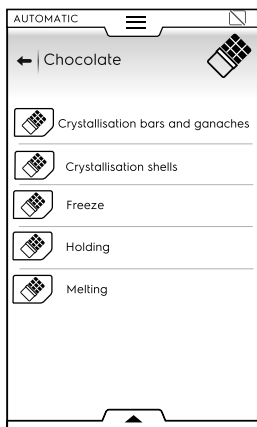 AUTOMATIC
Chocolate
Crystallisation bars and ganaches
Crystallisation shells
Freeze
Holding
Melting